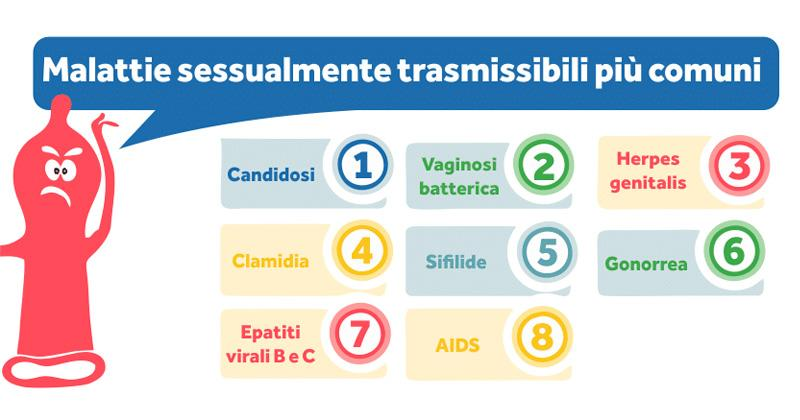 Malattie sessualmente trasmissibili più comuni
Candidosi 1
Vaginosi
batterica 2
Herpes
genitalis 3
Clamidia 4
Sifilide 5
Gonorrea 6
Epatiti
virali B e C 7
AIDS 8